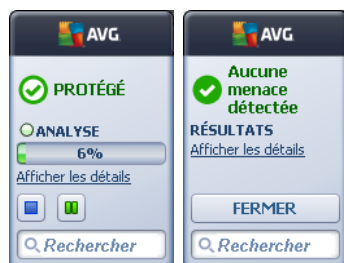 AVG
PROTÉGÉ
ANALYSE
6%
Afficher les détails
Rechercher
AVG
Aucune
menace
détectée
RÉSULTATS
Afficher les détails
FERMER
Rechercher